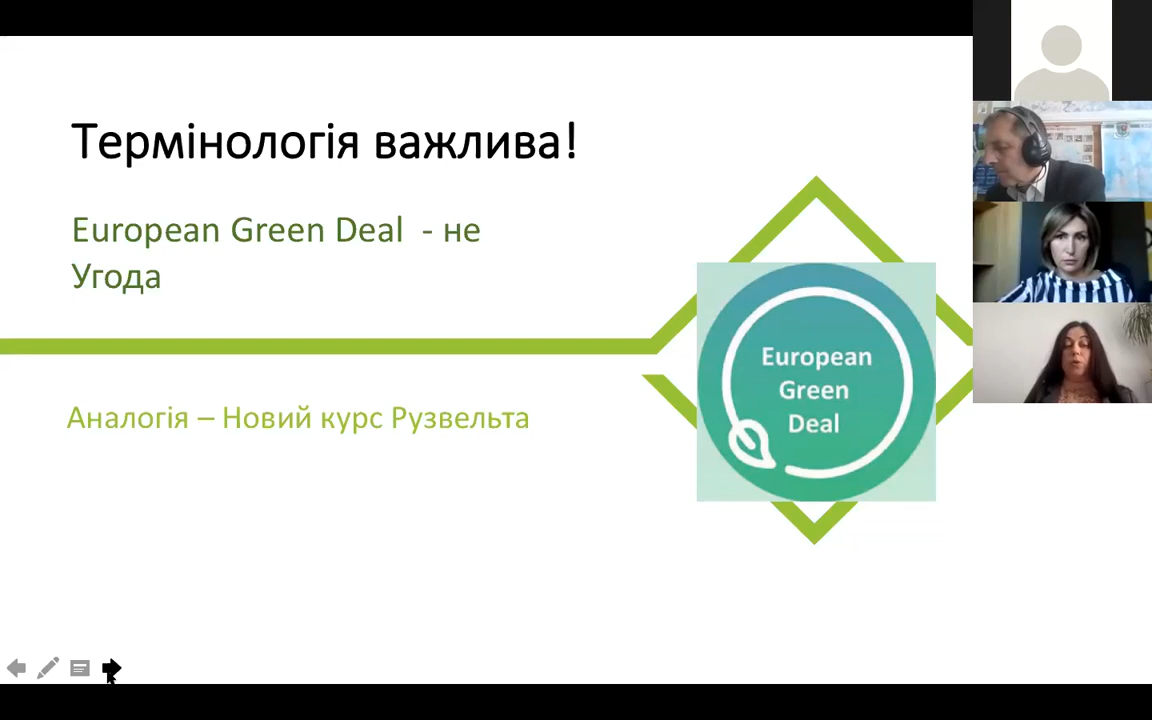 Термінологія важлива!
European Green Deal - не
Угода
Аналогія – Новий курс Рузвельта
European
Green
Deal